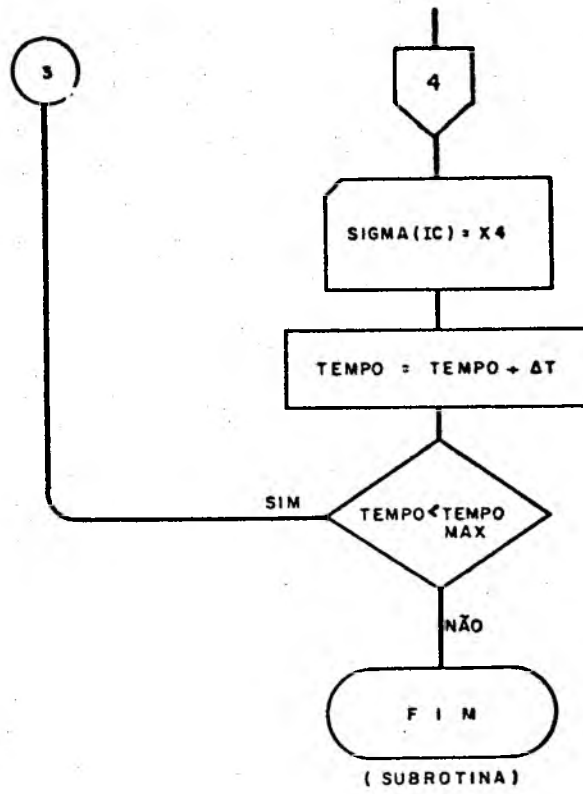 3
4
SIGMA(IC) = X4
TEMPO = TEMPO + ΔT
SIM
TEMPO < TEMPO
MAX
NÃO
F I M
( SUBROTINA )